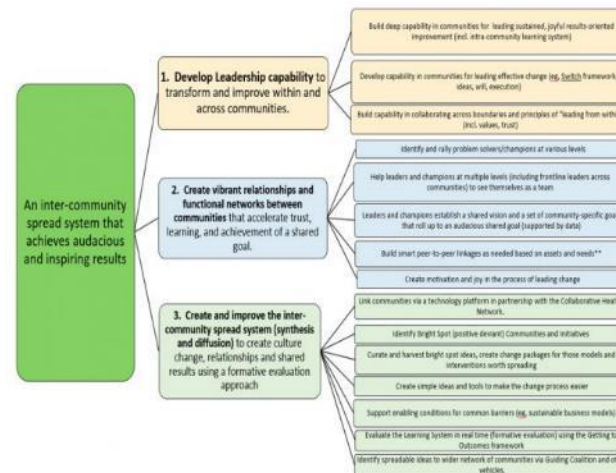 An inter-community
spread system that
achieves audacious
and inspiring results
1. Develop Leadership capability to
transform and improve within and
across communities.
Build deep capability in communities for leading sustained, joyful results-oriented
improvement (incl. intra-community learning system)
Develop capability in communities for leading effective change (eg. Switch framework,
ideas, will, execution)
Build capability in collaborating across boundaries and principles of "leading from within"
(incl. values, trust)
2. Create vibrant relationships and
functional networks between
communities that accelerate trust,
learning, and achievement of a shared
goal.
Identify and rally problem solvers/champions at various levels
Help leaders and champions at multiple levels (including frontline leaders across
communities) to see themselves as a team
Leaders and champions establish a shared vision and a set of community-specific goals
that roll up to an audacious shared goal (supported by data)
Build smart peer-to-peer linkages as needed based on assets and needs**
Create motivation and joy in the process of leading change
3. Create and improve the inter-
community spread system (synthesis
and diffusion) to create culture
change, relationships and shared
results using a formative evaluation
approach
Link communities via a technology platform in partnership with the Collaborative Health
Network.
Identify Bright Spot (positive deviant) Communities and Initiatives
Curate and harvest bright spot ideas, create change packages for those models and
interventions worth spreading
Create simple ideas and tools to make the change process easier
Support enabling conditions for common barriers (eg. sustainable business models)
Evaluate the Learning System in real time (formative evaluation) using the Getting to
Outcomes framework
Identify spreadable ideas to wider network of communities via Guiding Coalition and
vehicles.